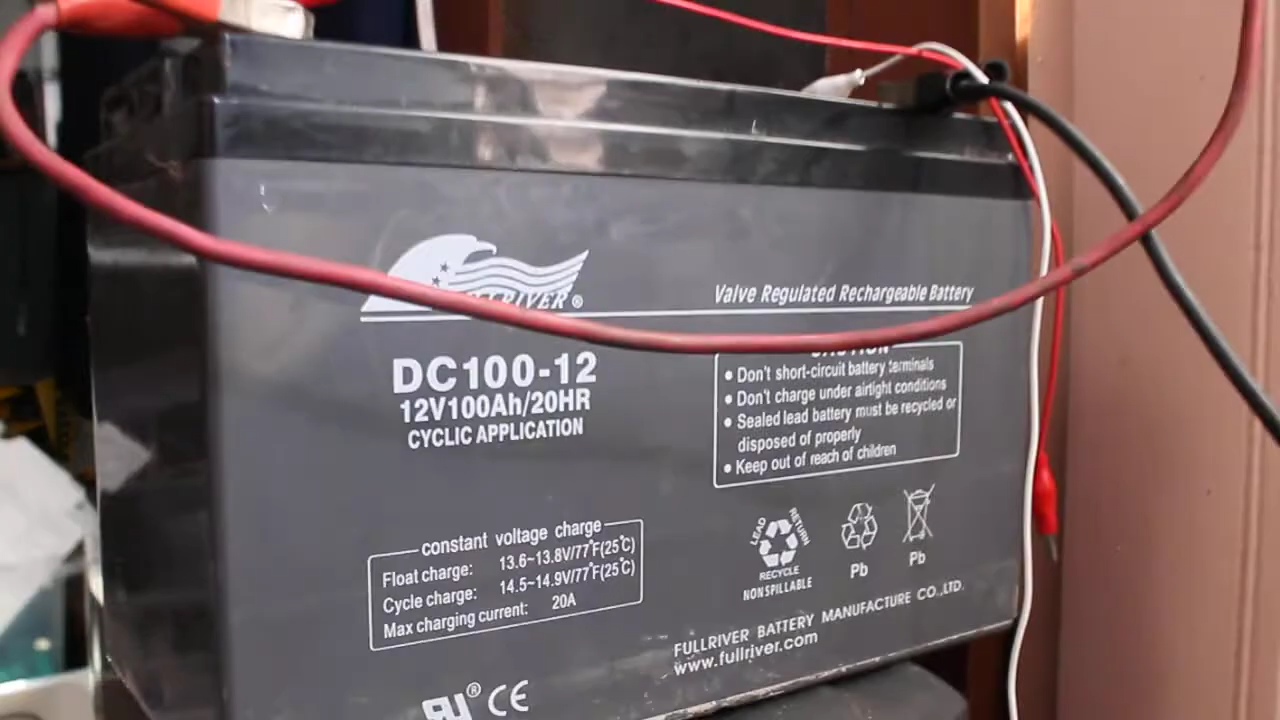 RIVER®
Valve Regulated Rechargeable Battery
DC100-12
12V100Ah/20HR
CYCLIC APPLICATION
CAUTION
• Don't short-circuit battery terminals
• Don't charge under airtight conditions
• Sealed lead battery must be recycled or
disposed of properly
• Keep out of reach of children
constant voltage charge
Float charge: 13.6~13.8V/77°F(25°C)
Cycle charge: 14.5~14.9V/77°F(25°C)
Max charging current: 20A
LEAD
RETURN
RECYCLE
NONSPILLABLE
Pb
Pb
FULLRIVER BATTERY MANUFACTURE CO.,LTD.
www.fullriver.com
® CE